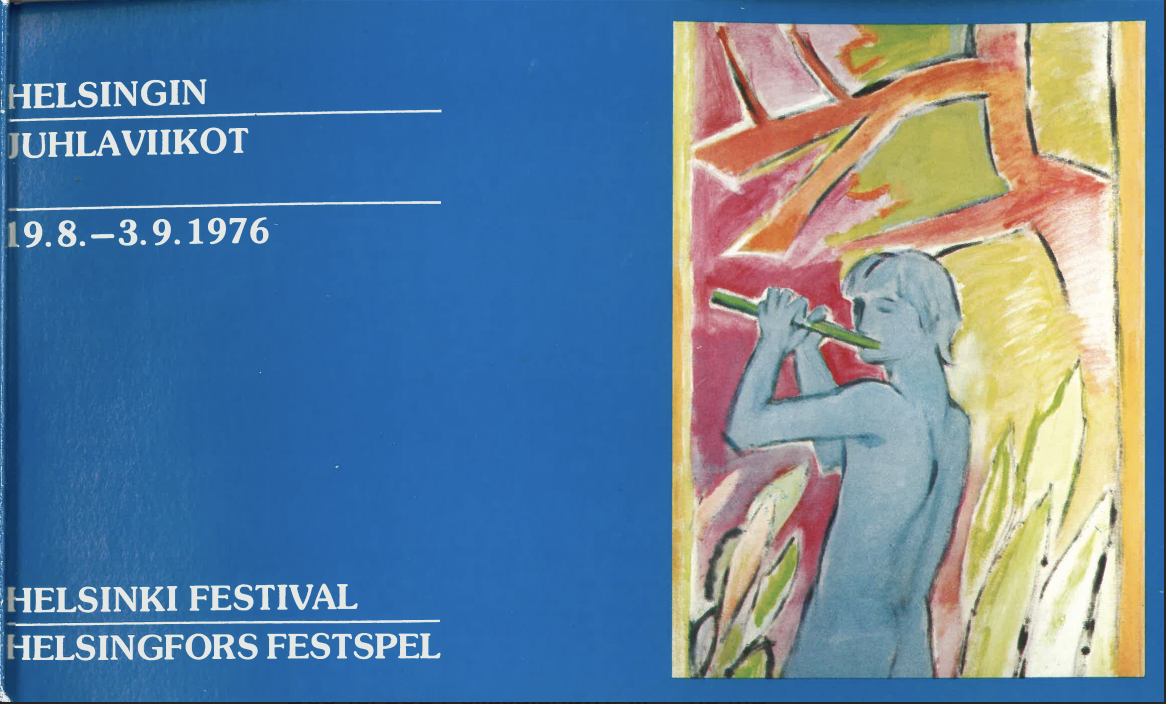 HELSINGIN
JUHLAVIIKOT
19.8.–3.9.1976
HELSINKI FESTIVAL
HELSINGFORS FESTSPEL